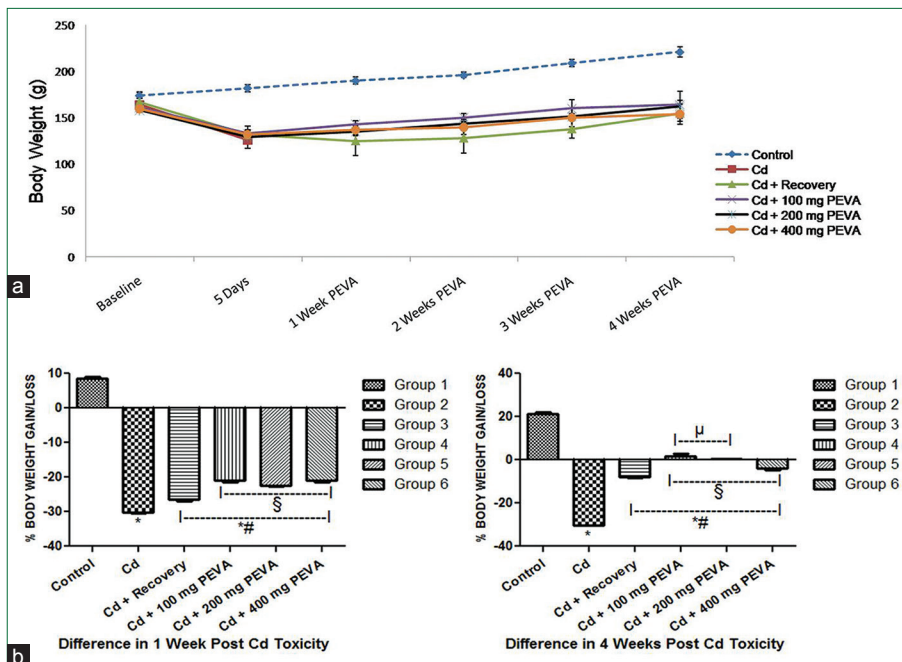 250
200
150
100
50
0
Body Weight (g)
Baseline
5 Days
1 Week PEVA
2 Weeks PEVA
3 Weeks PEVA
4 Weeks PEVA
Control
Cd
Cd + Recovery
Cd + 100 mg PEVA
Cd + 200 mg PEVA
Cd + 400 mg PEVA
a
10
0
-10
-20
-30
-40
% BODY WEIGHT GAIN/LOSS
*
§
*#
Control
Cd
Cd + Recovery
Cd + 100 mg PEVA
Cd + 200 mg PEVA
Cd + 400 mg PEVA
Group 1
Group 2
Group 3
Group 4
Group 5
Group 6
Difference in 1 Week Post Cd Toxicity
40
20
0
-20
-40
% BODY WEIGHT GAIN/LOSS
*
µ
§
*#
Control
Cd
Cd + Recovery
Cd + 100 mg PEVA
Cd + 200 mg PEVA
Cd + 400 mg PEVA
Group 1
Group 2
Group 3
Group 4
Group 5
Group 6
Difference in 4 Weeks Post Cd Toxicity
b